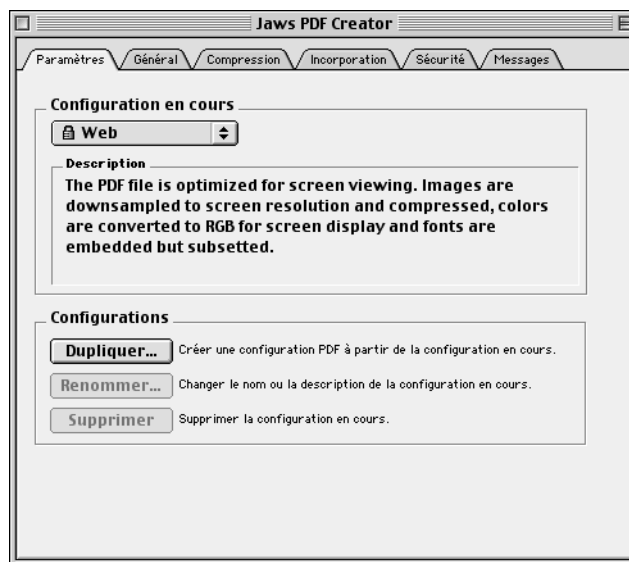 Jaws PDF Creator
Paramètres Général Compression Incorporation Sécurité Messages
Configuration en cours
Web
Description
The PDF file is optimized for screen viewing. Images are
downsampled to screen resolution and compressed, colors
are converted to RGB for screen display and fonts are
embedded but subsetted.
Configurations
Dupliquer... Créer une configuration PDF à partir de la configuration en cours.
Renommer... Changer le nom ou la description de la configuration en cours.
Supprimer Supprimer la configuration en cours.